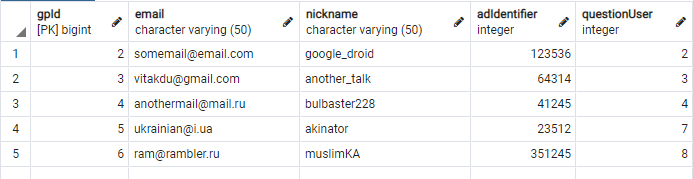 gpId email nickname adIdentifier questionUser
[PK] bigint character varying (50) character varying (50) integer integer
1 2 somemail@email.com google_droid 123536 2
2 3 vitakdu@gmail.com another_talk 64314 3
3 4 anothermail@mail.ru bulbaster228 41245 4
4 5 ukrainian@i.ua akinator 23512 7
5 6 ram@rambler.ru muslimKA 351245 8